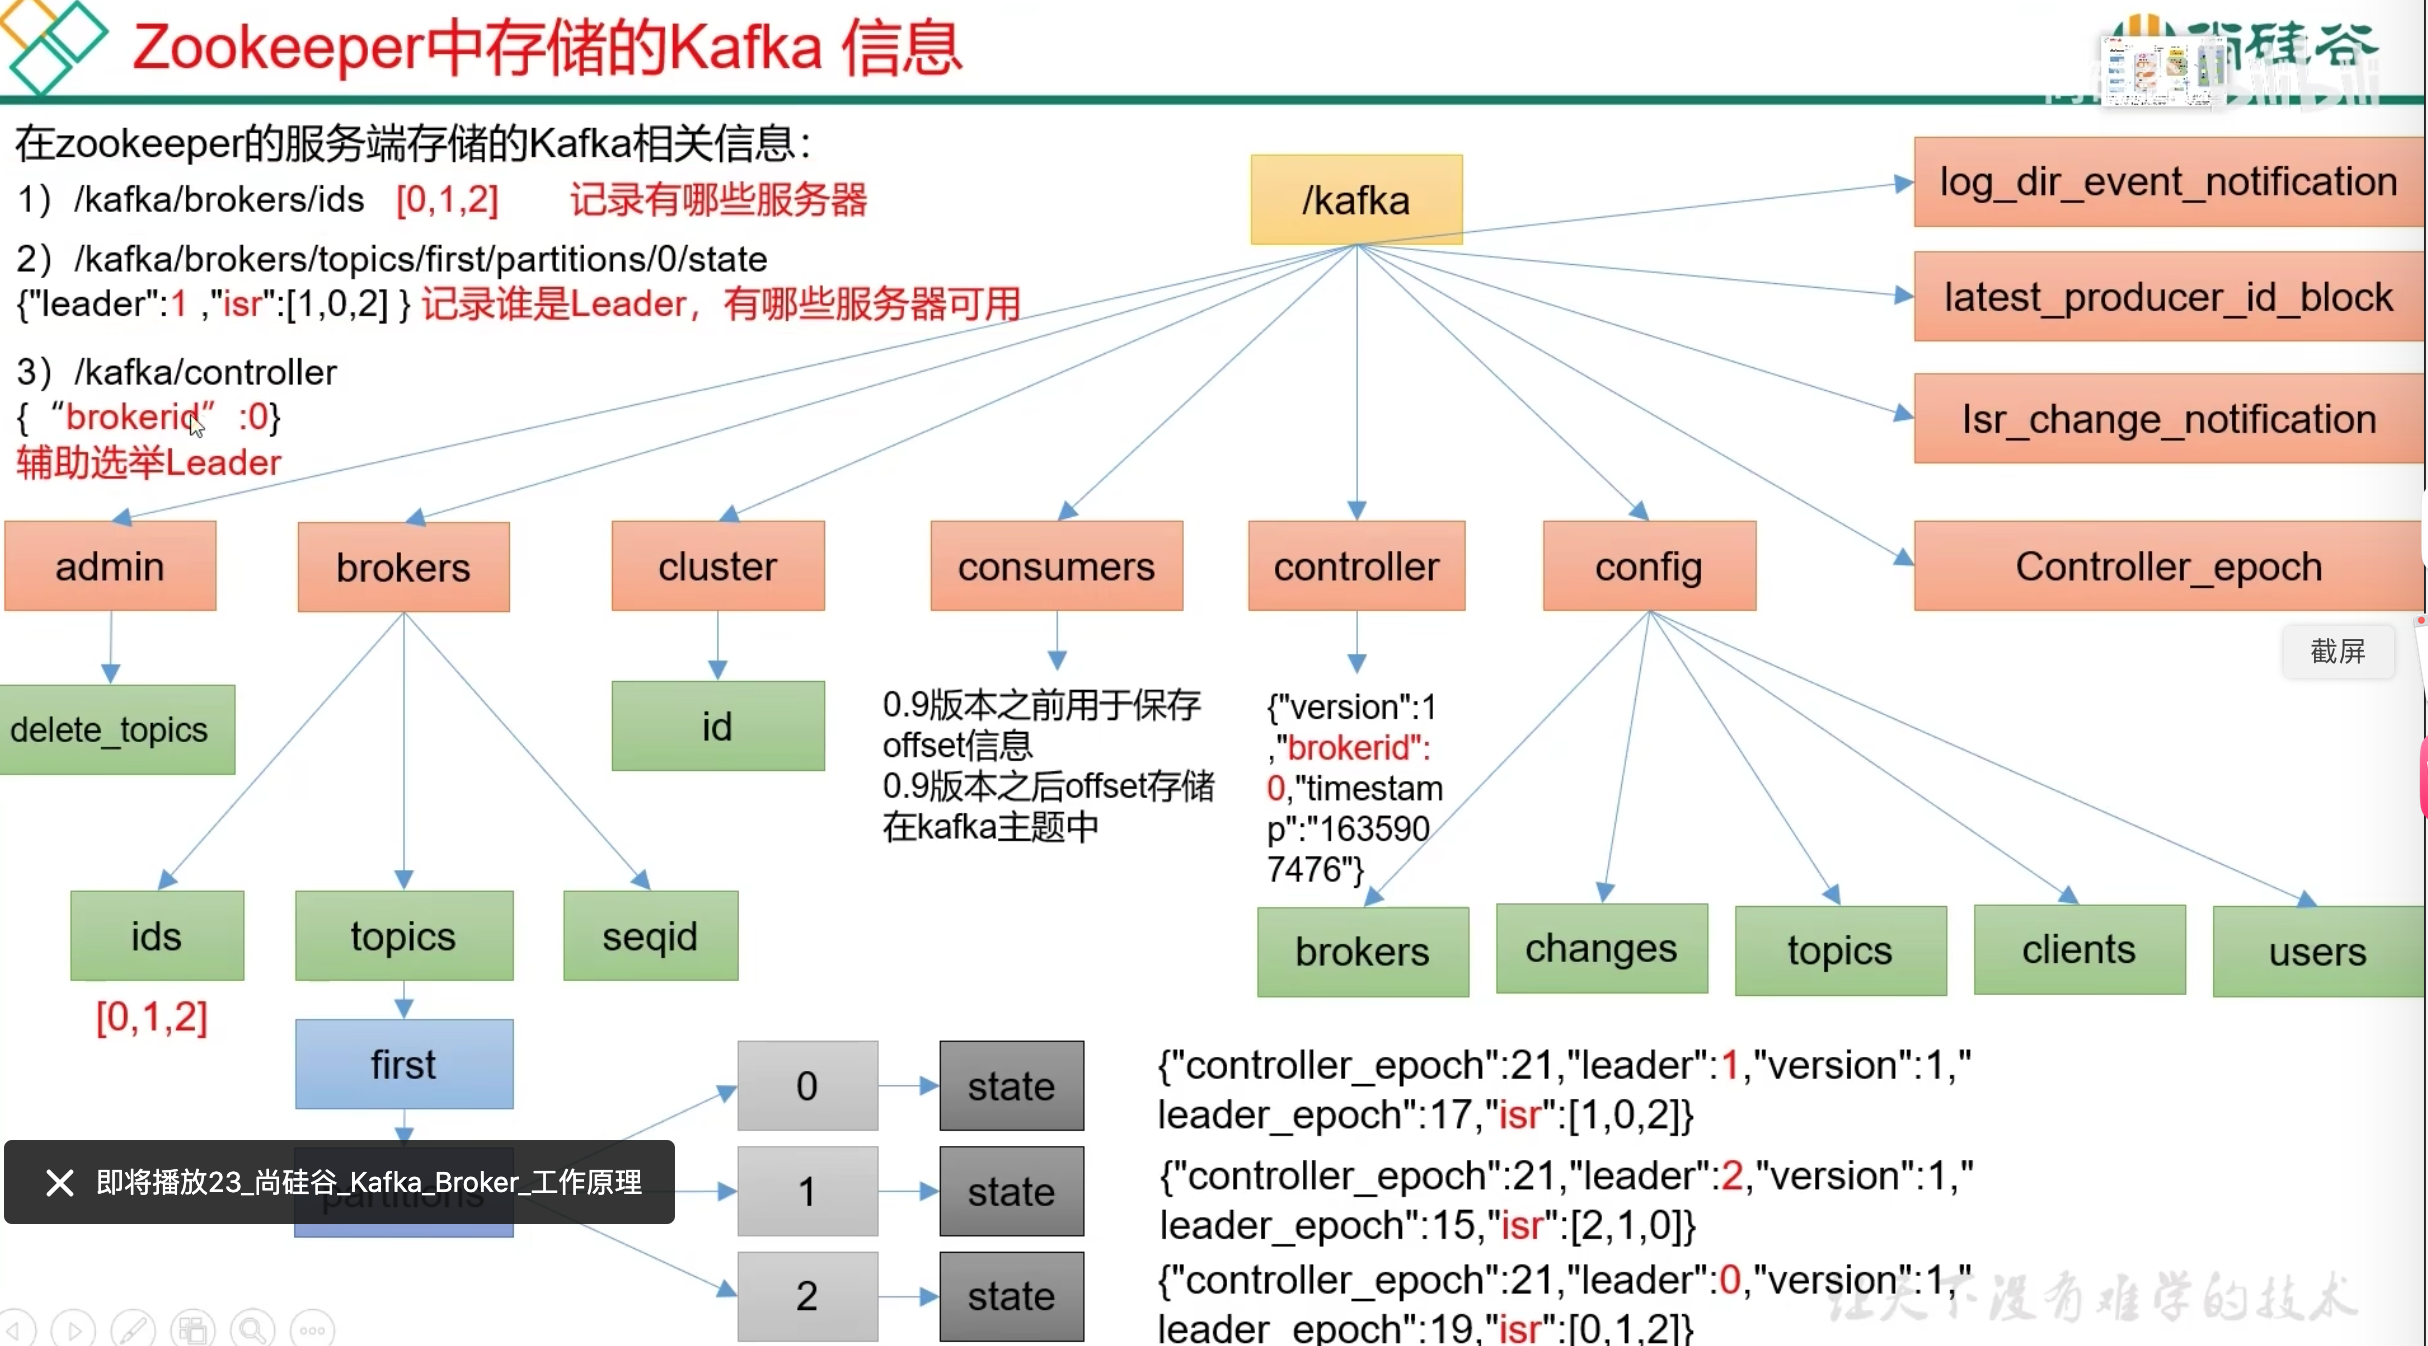 Zookeeper中存储的Kafka 信息
尚硅谷
bilibili
在zookeeper的服务端存储的Kafka相关信息：
1）/kafka/brokers/ids [0,1,2] 记录有哪些服务器
2）/kafka/brokers/topics/first/partitions/0/state
{"leader":1 ,"isr":[1,0,2] } 记录谁是Leader，有哪些服务器可用
3）/kafka/controller
{ “brokerid” :0}
辅助选举Leader
/kafka
log_dir_event_notification
latest_producer_id_block
Isr_change_notification
Controller_epoch
admin
brokers
cluster
consumers
controller
config
截屏
delete_topics
id
0.9版本之前用于保存
offset信息
0.9版本之后offset存储
在kafka主题中
{"version":1
,"brokerid":
0,"timestam
p":"163590
7476"}
ids
topics
seqid
brokers
changes
topics
clients
users
[0,1,2]
first
partitions
即将播放23_尚硅谷_Kafka_Broker_工作原理
0
state
1
state
2
state
{"controller_epoch":21,"leader":1,"version":1,"
leader_epoch":17,"isr":[1,0,2]}
{"controller_epoch":21,"leader":2,"version":1,"
leader_epoch":15,"isr":[2,1,0]}
{"controller_epoch":21,"leader":0,"version":1,"
leader_epoch":19,"isr":[0,1,2]}
让天下没有难学的技术